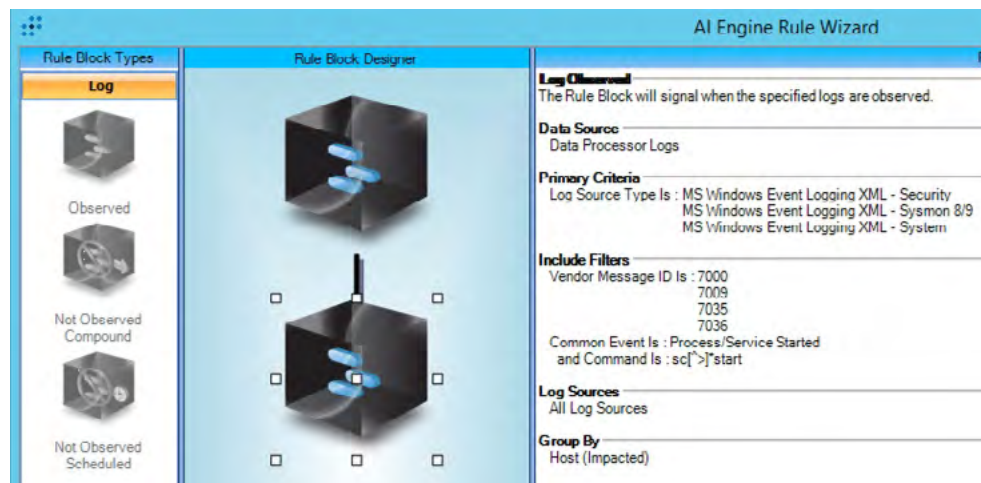 AI Engine Rule Wizard
Rule Block Types
Log
Observed
Not Observed
Compound
Not Observed
Scheduled
Rule Block Designer
Log Observed
The Rule Block will signal when the specified logs are observed.
Data Source
Data Processor Logs
Primary Criteria
Log Source Type Is : MS Windows Event Logging XML - Security
MS Windows Event Logging XML - Sysmon 8/9
MS Windows Event Logging XML - System
Include Filters
Vendor Message ID Is : 7000
7009
7035
7036
Common Event Is : Process/Service Started
and Command Is : sc[^>]*start
Log Sources
All Log Sources
Group By
Host (Impacted)